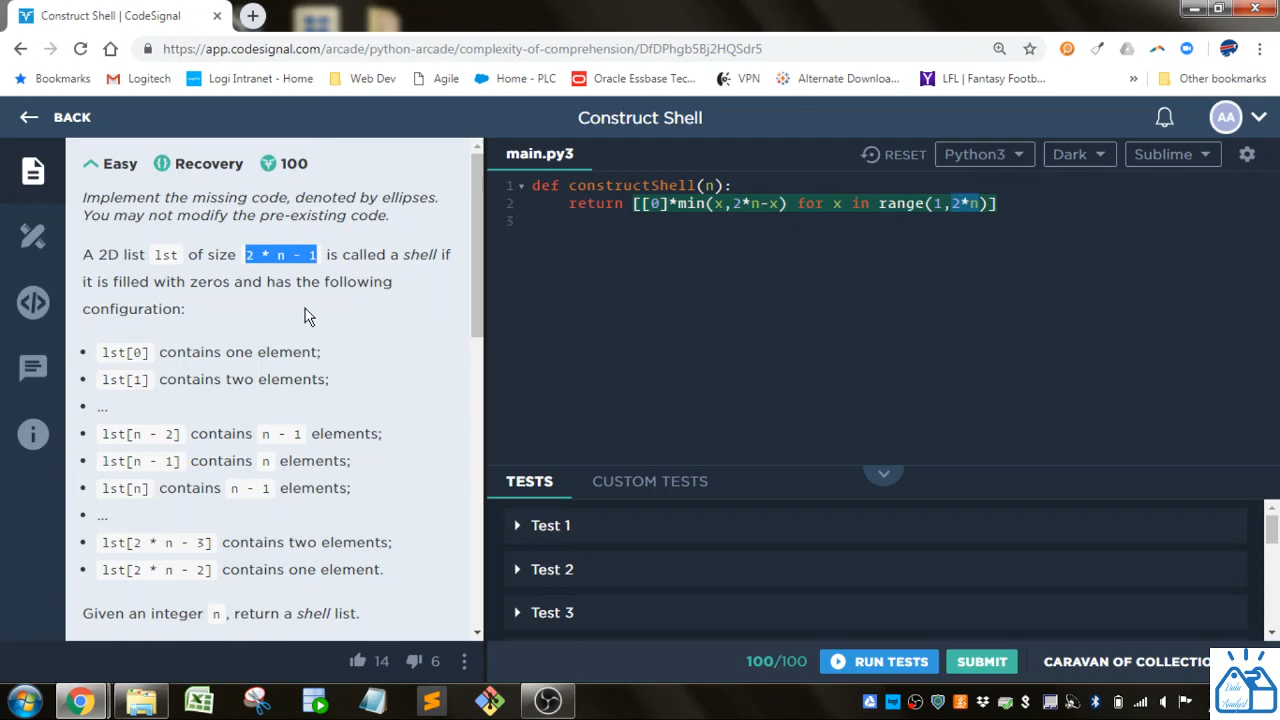 Construct Shell | CodeSignal
https://app.codesignal.com/arcade/python-arcade/complexity-of-comprehension/DfDPhgb5Bj2HQSdr5
Bookmarks Logitech Logi Intranet - Home Web Dev Agile Home - PLC Oracle Essbase Tec... VPN Alternate Downloa... LFL | Fantasy Footb... » Other bookmarks
BACK Construct Shell AA
Easy Recovery 100
Implement the missing code, denoted by ellipses.
You may not modify the pre-existing code.
A 2D list lst of size 2 * n - 1 is called a shell if
it is filled with zeros and has the following
configuration:
• lst[0] contains one element;
• lst[1] contains two elements;
• ...
• lst[n - 2] contains n - 1 elements;
• lst[n - 1] contains n elements;
• lst[n] contains n - 1 elements;
• ...
• lst[2 * n - 3] contains two elements;
• lst[2 * n - 2] contains one element.
Given an integer n, return a shell list.
14 6
main.py3 RESET Python3 Dark Sublime
1 def constructShell(n):
2 return [[0]*min(x,2*n-x) for x in range(1,2*n)]
3
TESTS CUSTOM TESTS
Test 1
Test 2
Test 3
100/100 RUN TESTS SUBMIT CARAVAN OF COLLECTIO
Data
Analyst